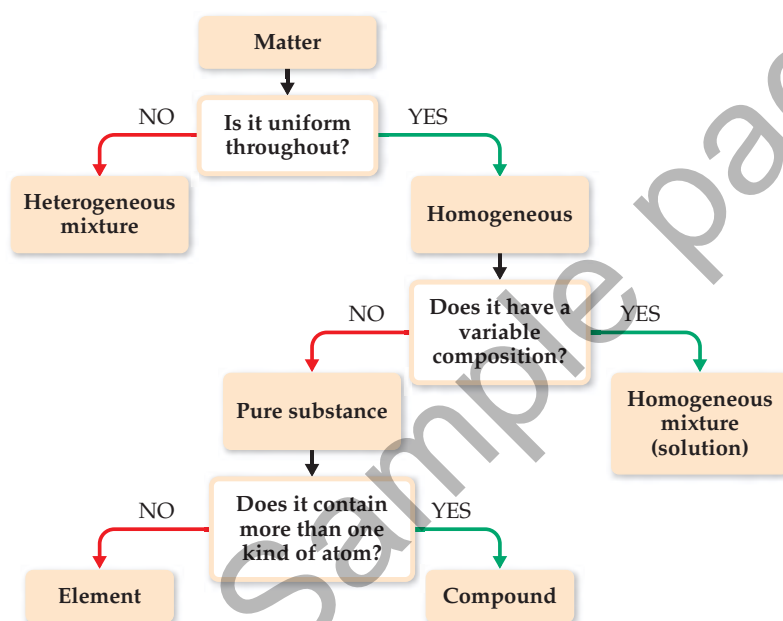 Matter
NO
Is it uniform
throughout?
YES
Heterogeneous
mixture
Homogeneous
NO
Does it have a
variable
composition?
YES
Pure substance
Homogeneous
mixture
(solution)
NO
Does it contain
more than one
kind of atom?
YES
Element
Compound
Sample